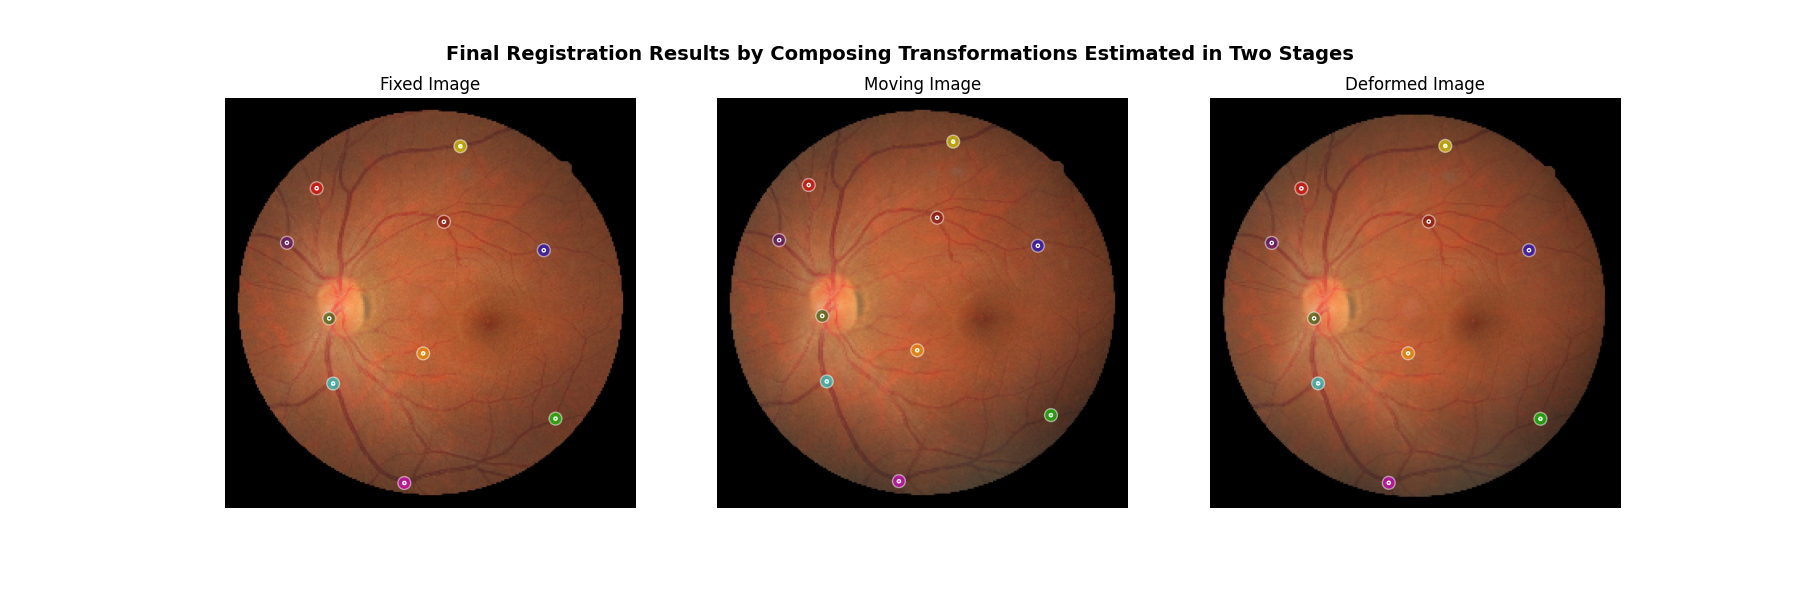 Final Registration Results by Composing Transformations Estimated in Two Stages
Fixed Image
Moving Image
Deformed Image